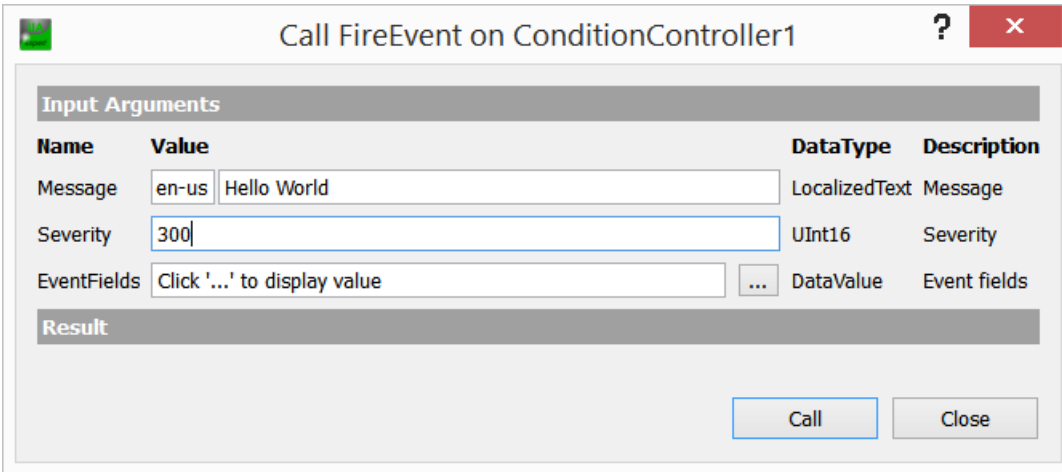 Call FireEvent on ConditionController1 ? x
Input Arguments
Name Value DataType Description
Message en-us Hello World LocalizedText Message
Severity 300 UInt16 Severity
EventFields Click '...' to display value ... DataValue Event fields
Result
Call Close